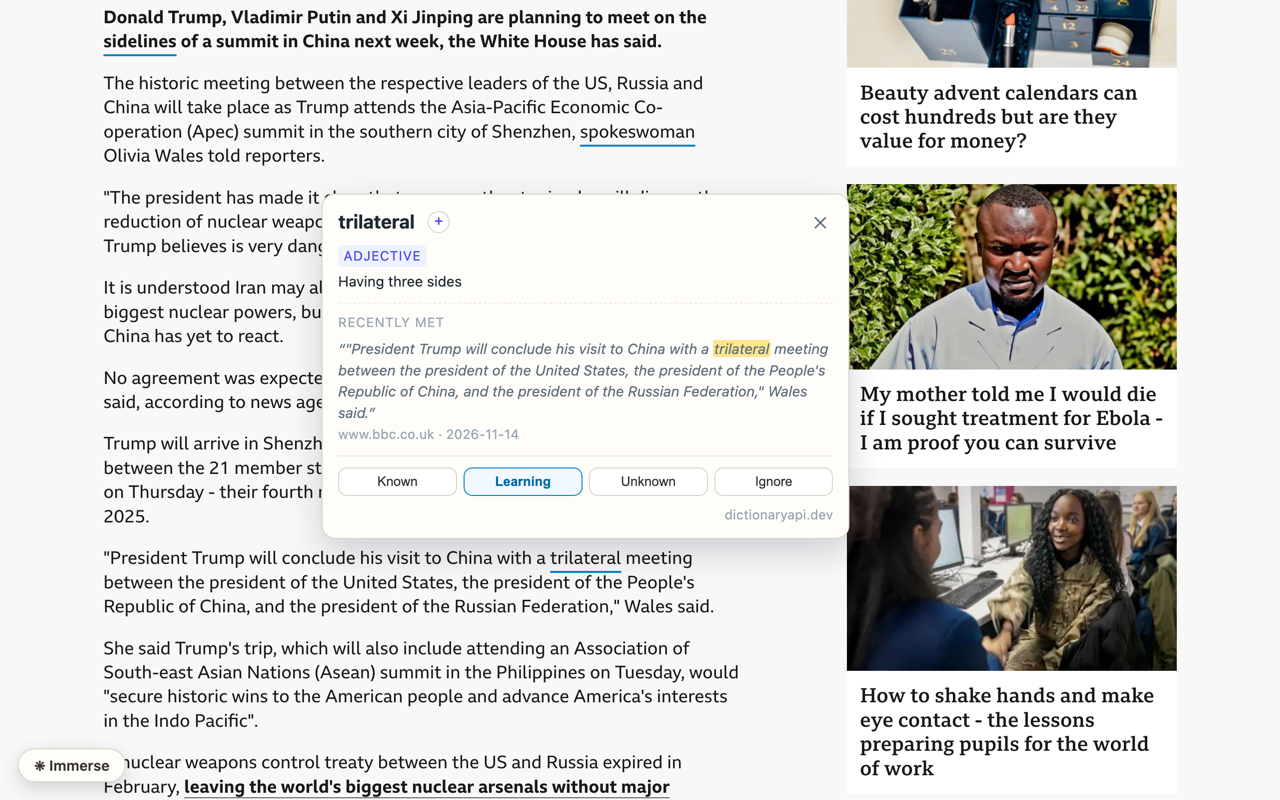 Donald Trump, Vladimir Putin and Xi Jinping are planning to meet on the
sidelines of a summit in China next week, the White House has said.
The historic meeting between the respective leaders of the US, Russia and
China will take place as Trump attends the Asia-Pacific Economic Co-
operation (Apec) summit in the southern city of Shenzhen, spokeswoman
Olivia Wales told reporters.
"The president has made it
reduction of nuclear weapo
Trump believes is very dang
It is understood Iran may al
biggest nuclear powers, bu
China has yet to react.
No agreement was expecte
said, according to news age
Trump will arrive in Shenzh
between the 21 member st
on Thursday - their fourth
2025.
trilateral +
ADJECTIVE
Having three sides
RECENTLY MET
“"President Trump will conclude his visit to China with a trilateral meeting
between the president of the United States, the president of the People's
Republic of China, and the president of the Russian Federation," Wales
said.”
www.bbc.co.uk · 2026-11-14
Known Learning Unknown Ignore
dictionaryapi.dev
"President Trump will conclude his visit to China with a trilateral meeting
between the president of the United States, the president of the People's
Republic of China, and the president of the Russian Federation," Wales said.
She said Trump's trip, which will also include attending an Association of
South-east Asian Nations (Asean) summit in the Philippines on Tuesday, would
"secure historic wins to the American people and advance America's interests
in the Indo Pacific".
nuclear weapons control treaty between the US and Russia expired in
February, leaving the world's biggest nuclear arsenals without major
❋ Immerse
25
4
22
12
3
24
Beauty advent calendars can
cost hundreds but are they
value for money?
My mother told me I would die
if I sought treatment for Ebola -
I am proof you can survive
How to shake hands and make
eye contact - the lessons
preparing pupils for the world
of work